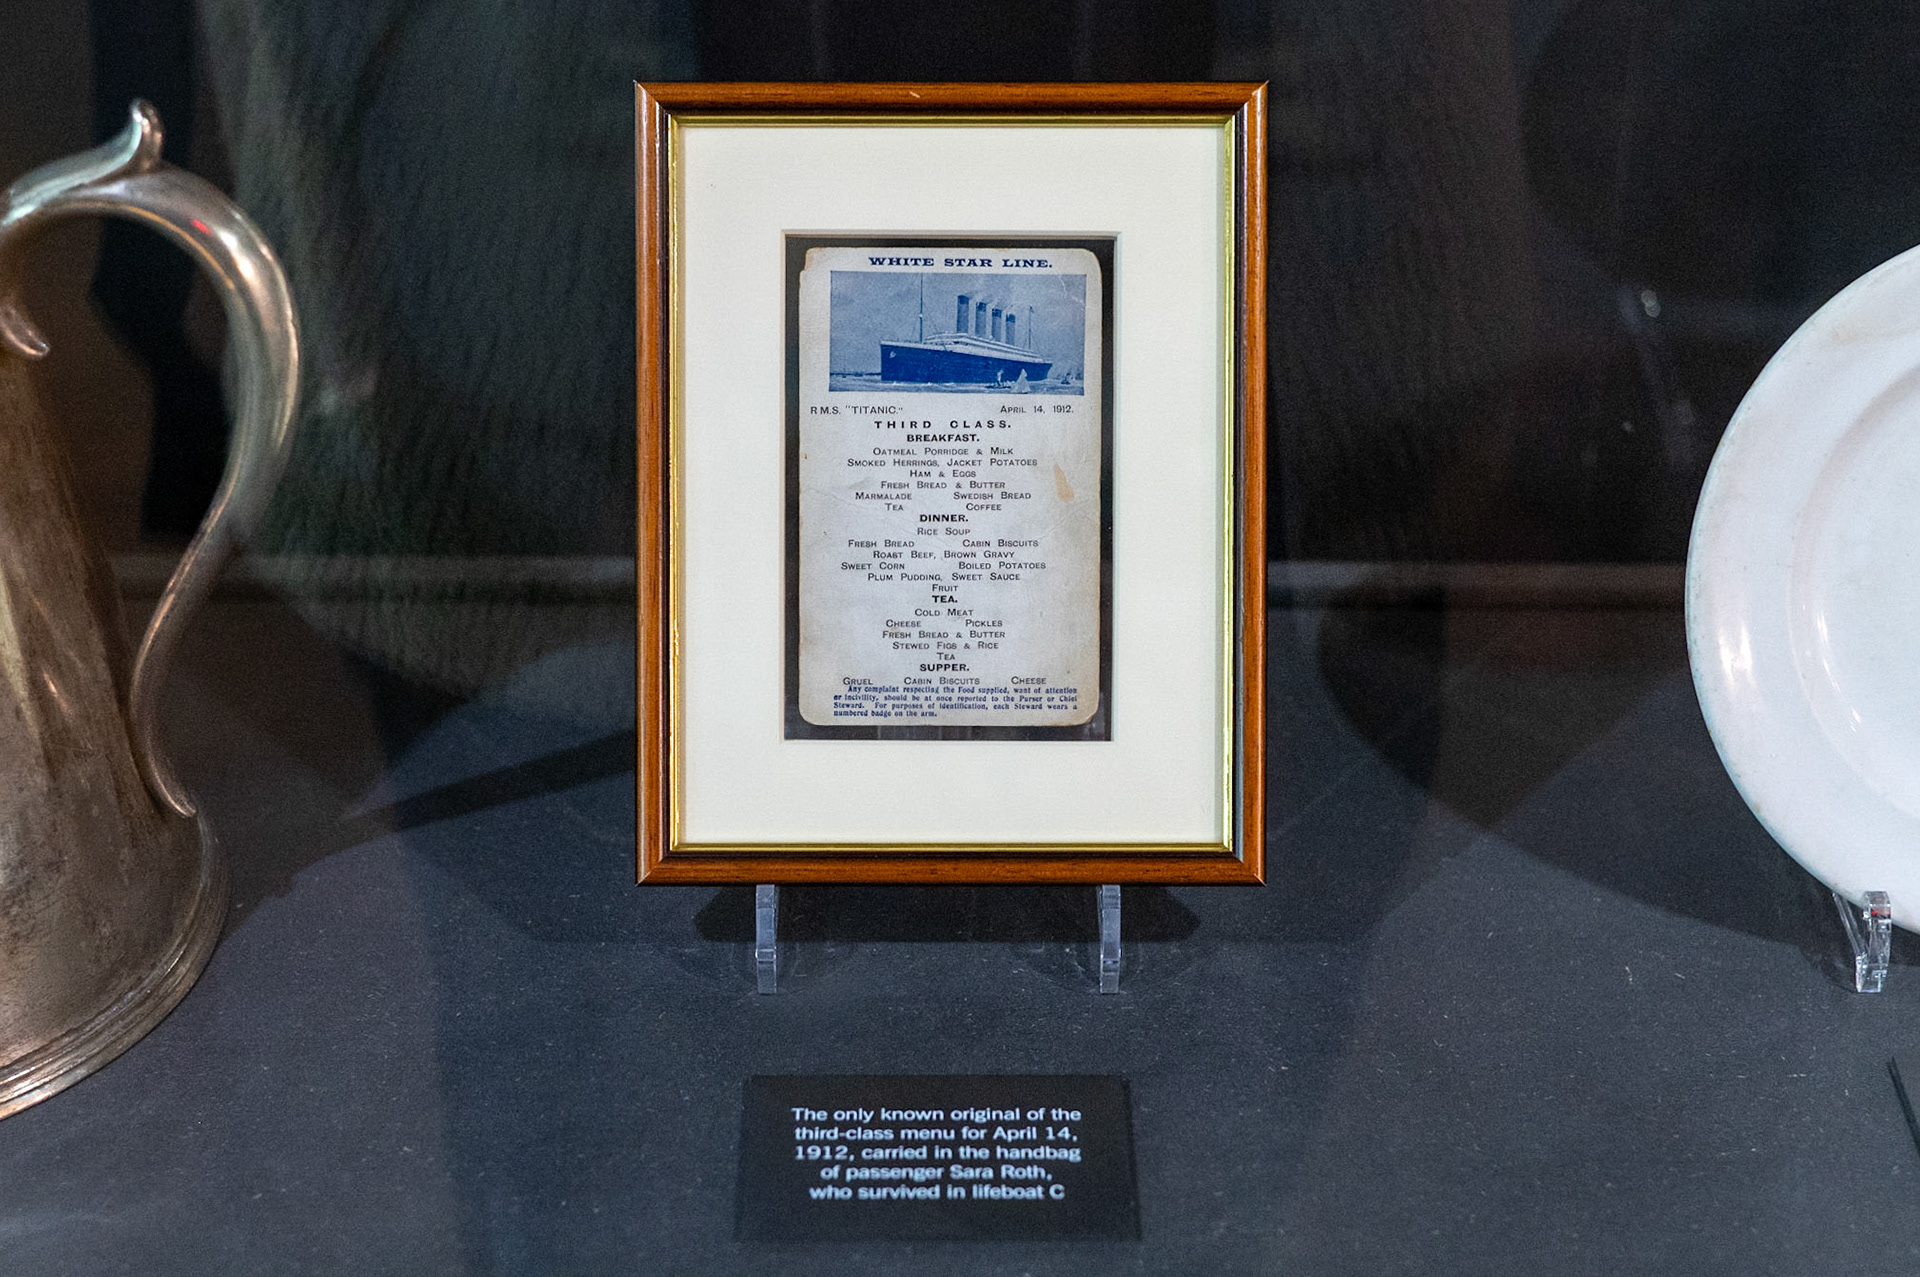 WHITE STAR LINE.
R.M.S. "TITANIC." APRIL 14, 1912.
THIRD CLASS.
BREAKFAST.
OATMEAL PORRIDGE & MILK
SMOKED HERRINGS, JACKET POTATOES
HAM & EGGS
FRESH BREAD & BUTTER
MARMALADE SWEDISH BREAD
TEA COFFEE
DINNER.
RICE SOUP
FRESH BREAD CABIN BISCUITS
ROAST BEEF, BROWN GRAVY
SWEET CORN BOILED POTATOES
PLUM PUDDING, SWEET SAUCE
FRUIT
TEA.
COLD MEAT
CHEESE PICKLES
FRESH BREAD & BUTTER
STEWED FIGS & RICE
TEA
SUPPER.
GRUEL CABIN BISCUITS CHEESE
Any complaint respecting the Food supplied, want of attention
or incivility, should be at once reported to the Purser or Chief
Steward. For purposes of identification, each Steward wears a
numbered badge on the arm.
The only known original of the
third-class menu for April 14,
1912, carried in the handbag
of passenger Sara Roth,
who survived in lifeboat C